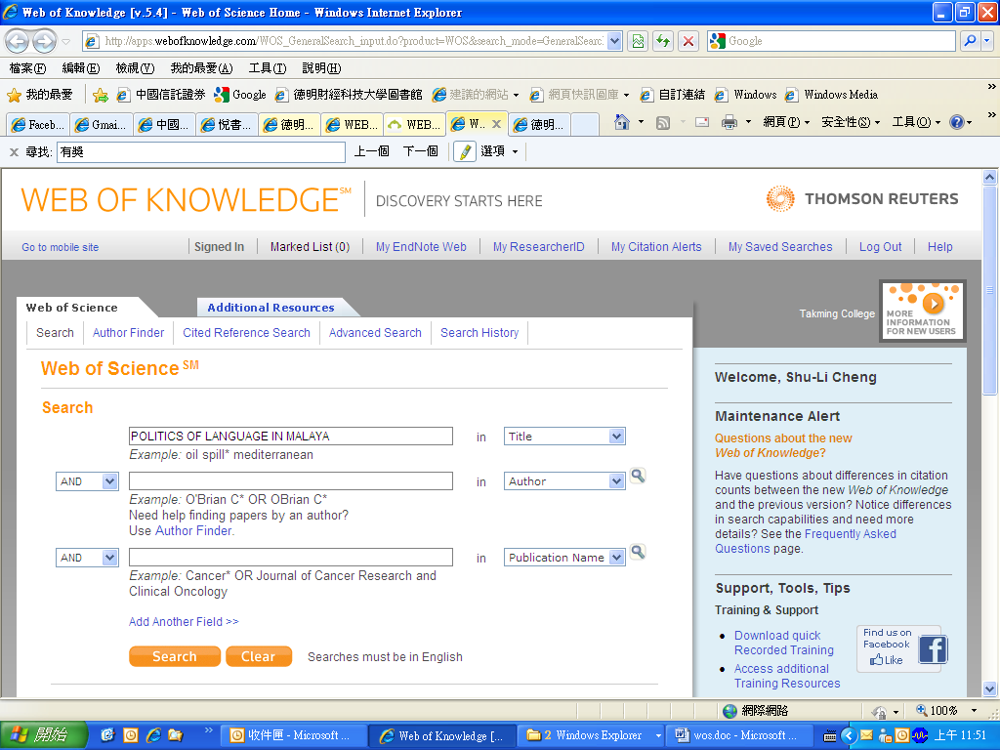 Web of Knowledge [v.5.4] - Web of Science Home - Windows Internet Explorer
http://apps.webofknowledge.com/WOS_GeneralSearch_input.do?product=WOS&search_mode=GeneralSearc
Google
檔案(F) 編輯(E) 檢視(V) 我的最愛(A) 工具(T) 說明(H)
我的最愛 中國信託證券 Google 德明財經科技大學圖書館 建議的網站 網頁快訊圖庫 自訂連結 Windows Windows Media
Faceb... Gmai... 中國... 悅書... 德明... WEB... WEB... W.. 德明... 網頁(P) 安全性(S) 工具(O)
尋找: 有獎 上一個 下一個 選項
WEB OF KNOWLEDGE SM DISCOVERY STARTS HERE
THOMSON REUTERS
Go to mobile site Signed In Marked List (0) My EndNote Web My ResearcherID My Citation Alerts My Saved Searches Log Out Help
Web of Science Additional Resources
Takming College
MORE
INFORMATION
FOR NEW USERS
Search Author Finder Cited Reference Search Advanced Search Search History
Web of Science SM
Search
POLITICS OF LANGUAGE IN MALAYA in Title
Example: oil spill* mediterranean
AND in Author
Example: O'Brian C* OR OBrian C*
Need help finding papers by an author?
Use Author Finder.
AND in Publication Name
Example: Cancer* OR Journal of Cancer Research and
Clinical Oncology
Add Another Field >>
Search Clear Searches must be in English
Welcome, Shu-Li Cheng
Maintenance Alert
Questions about the new
Web of Knowledge?
Have questions about differences in citation
counts between the new Web of Knowledge
and the previous version? Notice differences
in search capabilities and need more
details? See the Frequently Asked
Questions page.
Support, Tools, Tips
Training & Support
Download quick
Recorded Training
Access additional
Training Resources
Find us on
Facebook
Like
網際網路 100%
開始 收件匣 - Microsoft ... Web of Knowledge [... 2 Windows Explorer wos.doc - Microsoft ... 上午 11:51